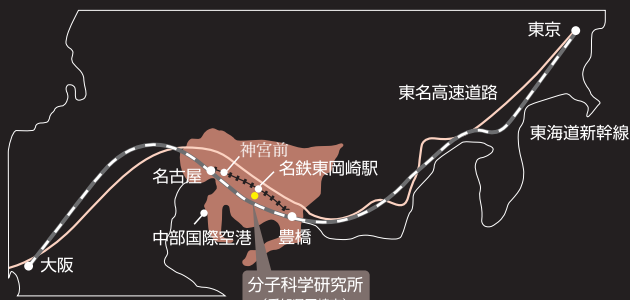 東京
東名高速道路
東海道新幹線
神宮前
名鉄東岡崎駅
名古屋
中部国際空港
豊橋
大阪
分子科学研究所